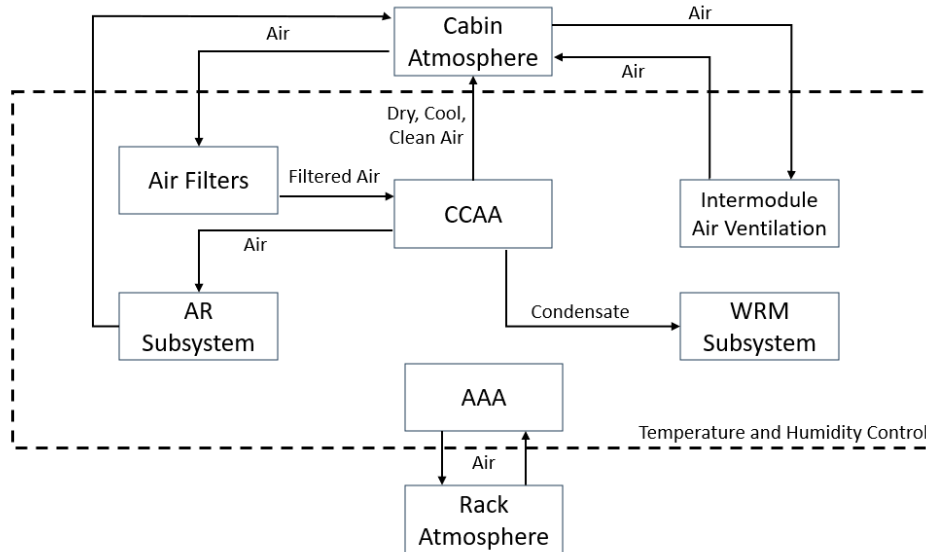 Cabin
Atmosphere
Air
Air
Air
Dry, Cool,
Clean Air
Air Filters
Filtered Air
CCAA
Intermodule
Air Ventilation
Air
AR
Subsystem
Condensate
WRM
Subsystem
AAA
Temperature and Humidity Control
Air
Rack
Atmosphere